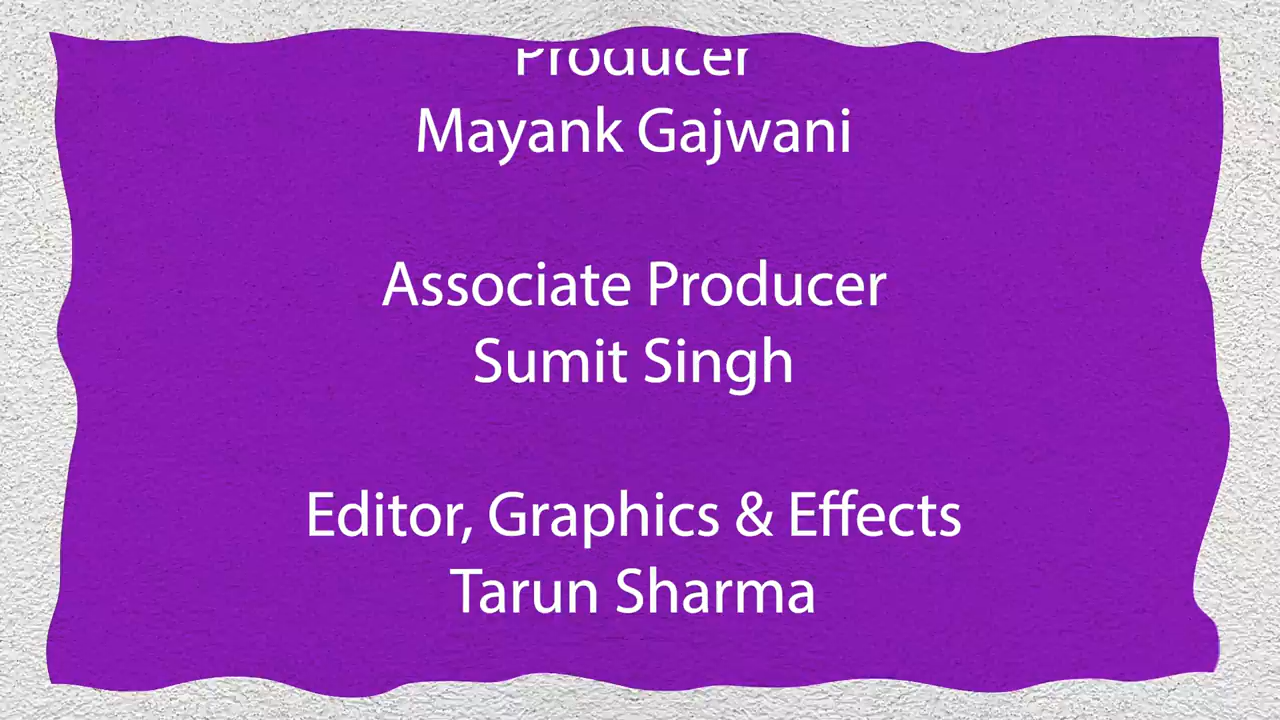 Producer
Mayank Gajwani
Associate Producer
Sumit Singh
Editor, Graphics & Effects
Tarun Sharma